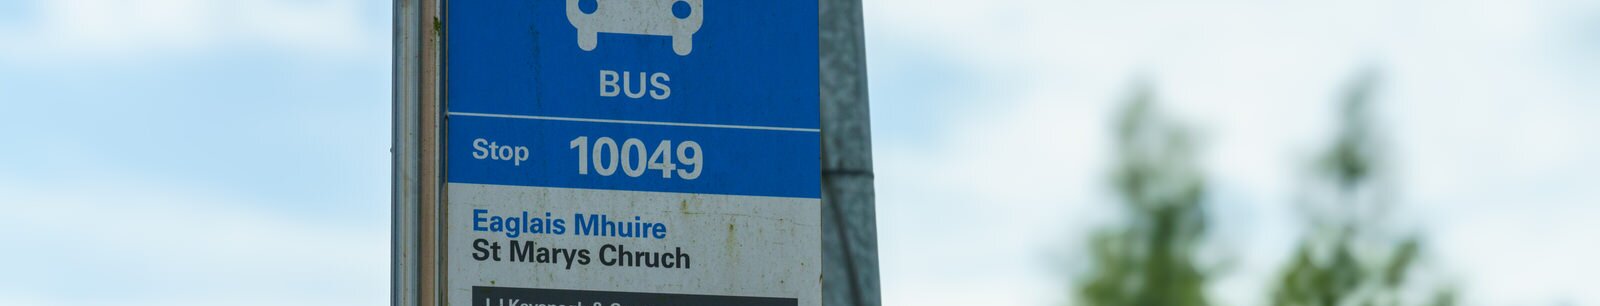 BUS
Stop 10049
Eaglais Mhuire
St Marys Chruch